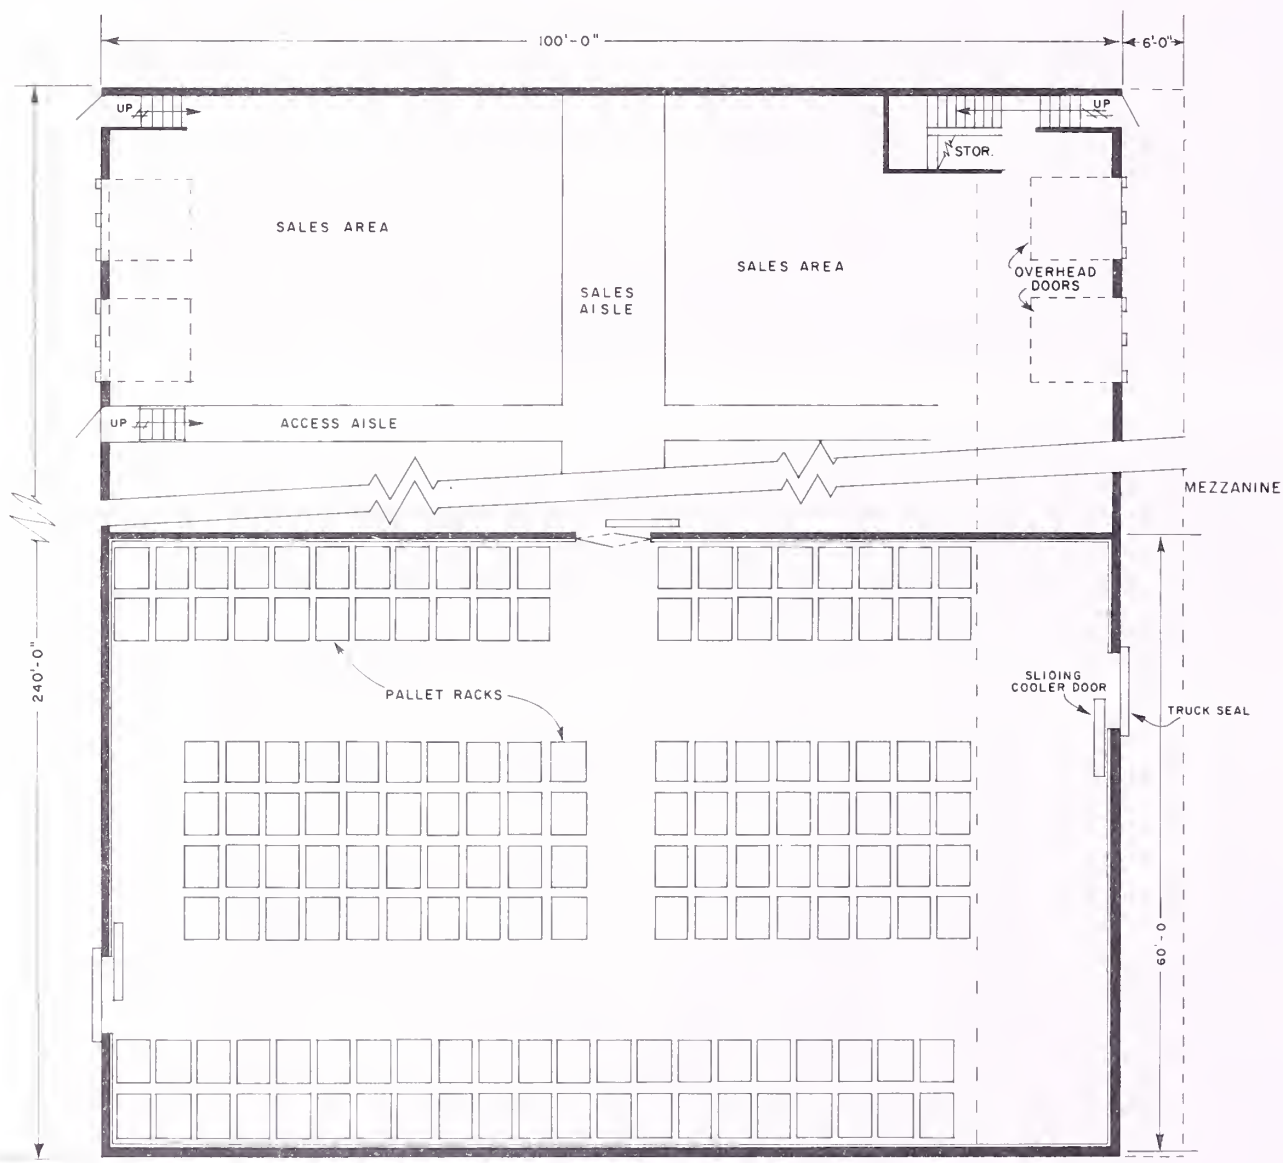 100'-0"
6'-0"
UP
UP
STOR.
SALES AREA
SALES AREA
SALES
AISLE
OVERHEAD
DOORS
UP
ACCESS AISLE
MEZZANINE
240'-0"
PALLET RACKS
SLIDING
COOLER DOOR
TRUCK SEAL
60'-0